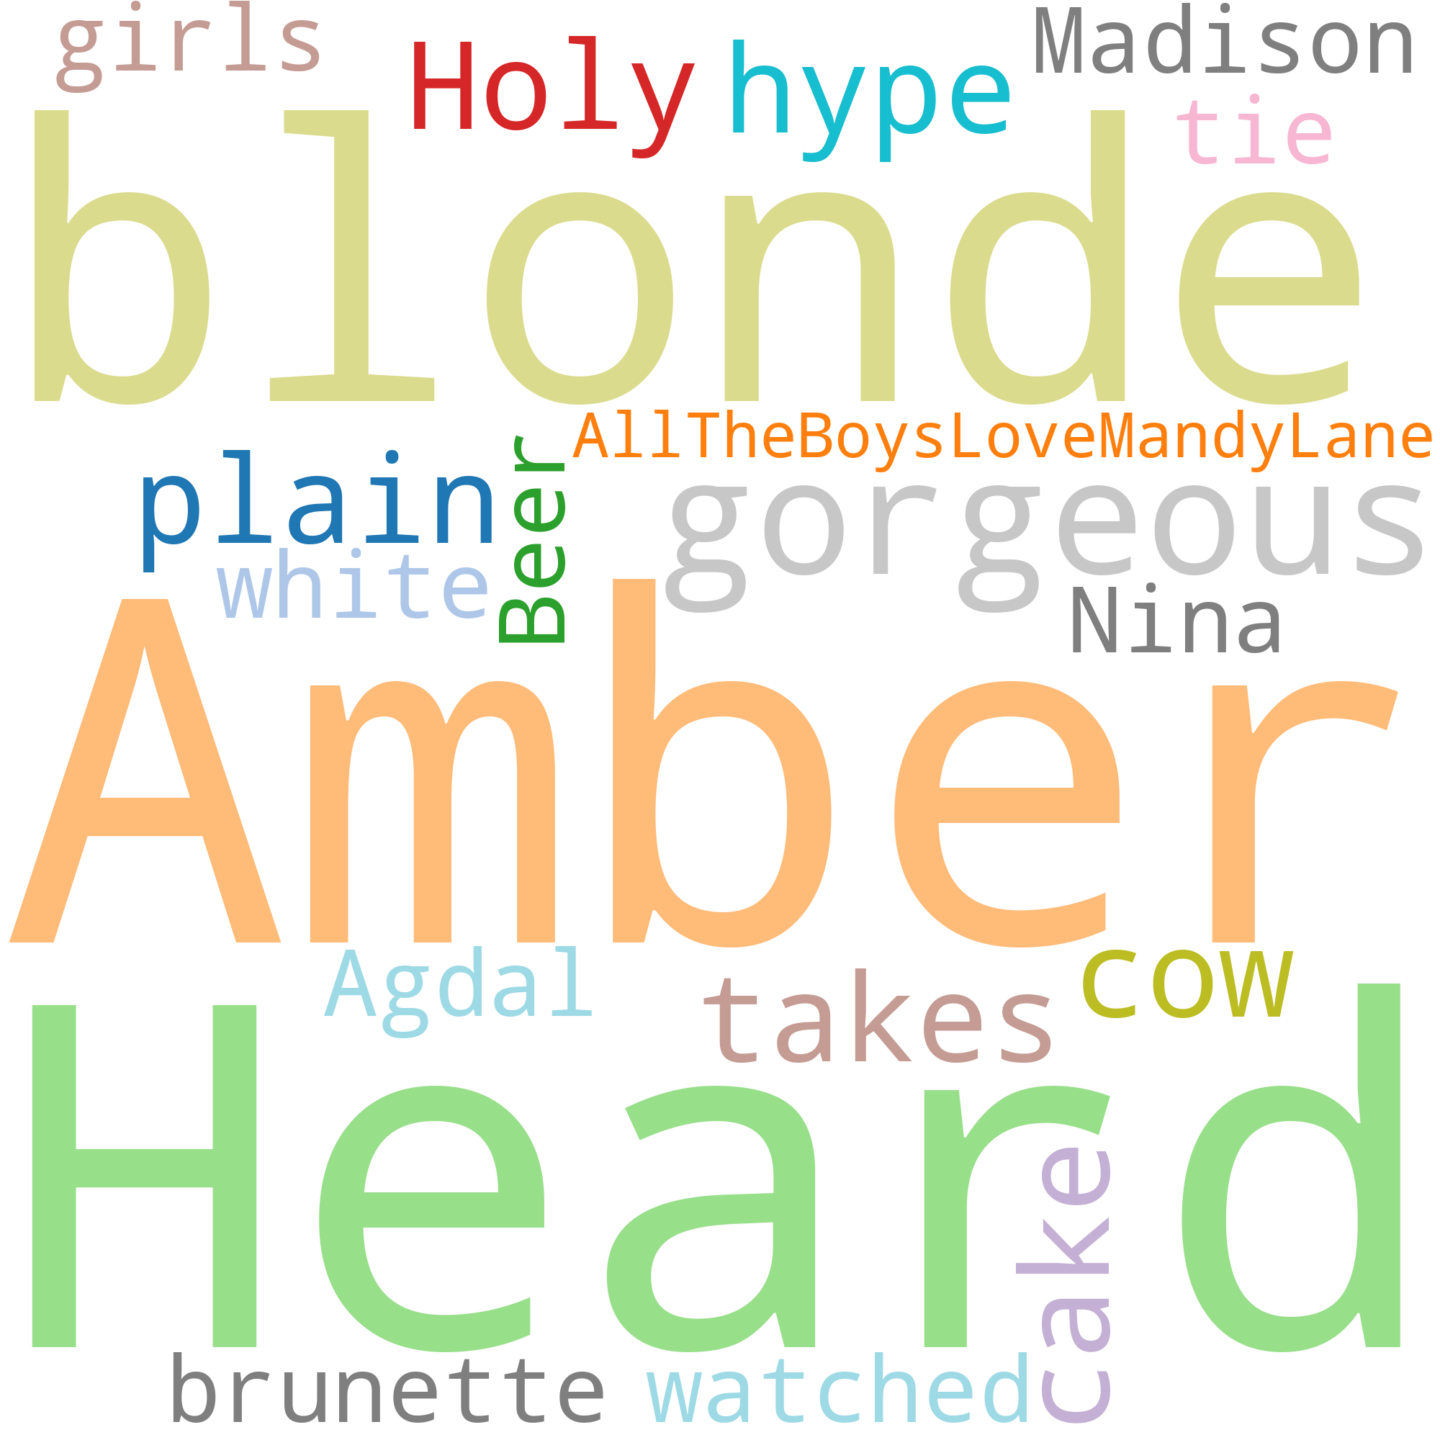 girls
Holy
hype
Madison
tie
blonde
AllTheBoysLoveMandyLane
plain
Beer
gorgeous
white
Nina
Amber
Agdal
takes
cow
Heard
cake
brunette
watched